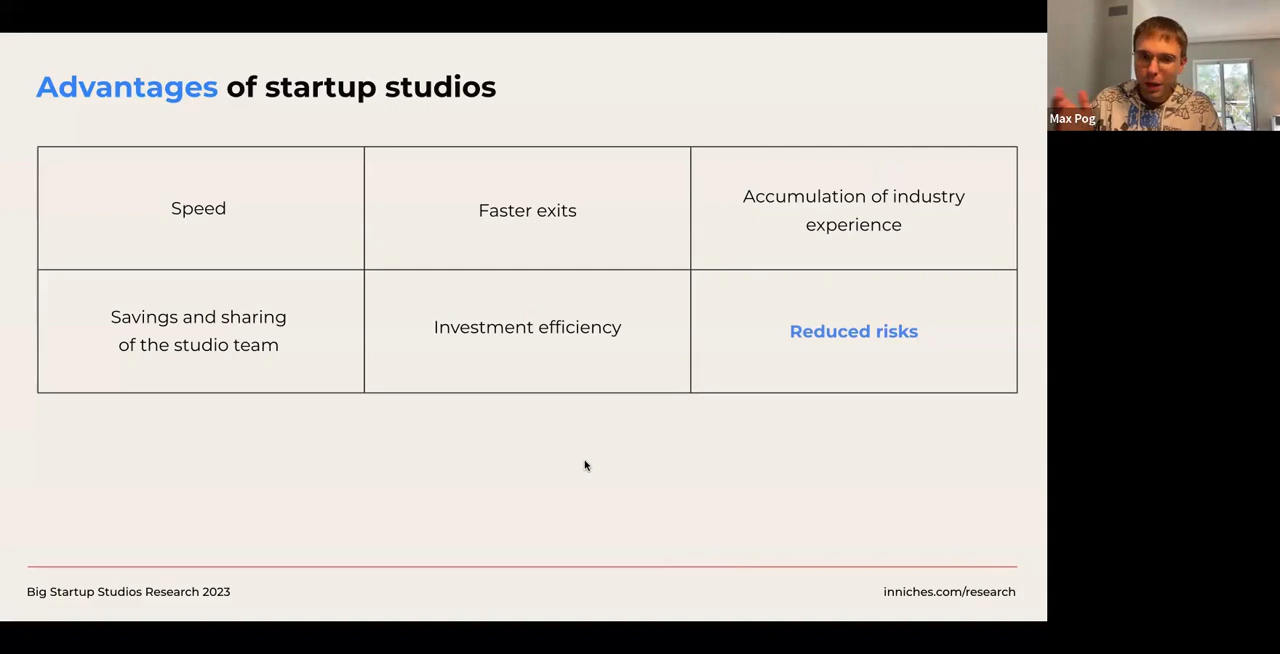 Advantages of startup studios
Max Pog
Speed
Faster exits
Accumulation of industry
experience
Savings and sharing
of the studio team
Investment efficiency
Reduced risks
Big Startup Studios Research 2023
inniches.com/research